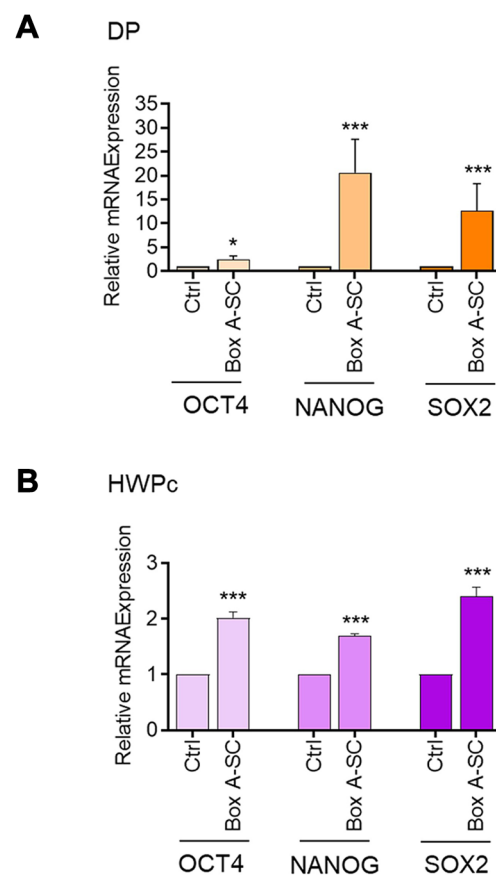 A
DP
Relative mRNAExpression
35
30
25
20
15
10
5
0
*
***
***
Ctrl
Box A-SC
Ctrl
Box A-SC
Ctrl
Box A-SC
OCT4
NANOG
SOX2
B
HWPc
Relative mRNAExpression
3
2
1
0
***
***
***
Ctrl
Box A-SC
Ctrl
Box A-SC
Ctrl
Box A-SC
OCT4
NANOG
SOX2